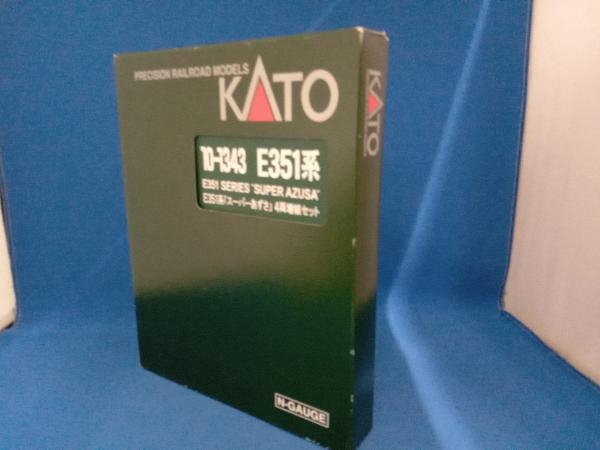 PRECISION RAILROAD MODELS
KATO
10-1343 E351系
E351 SERIES "SUPER AZUSA"
E351系「スーパーあずさ」4両増結セット
N-GAUGE
KATO